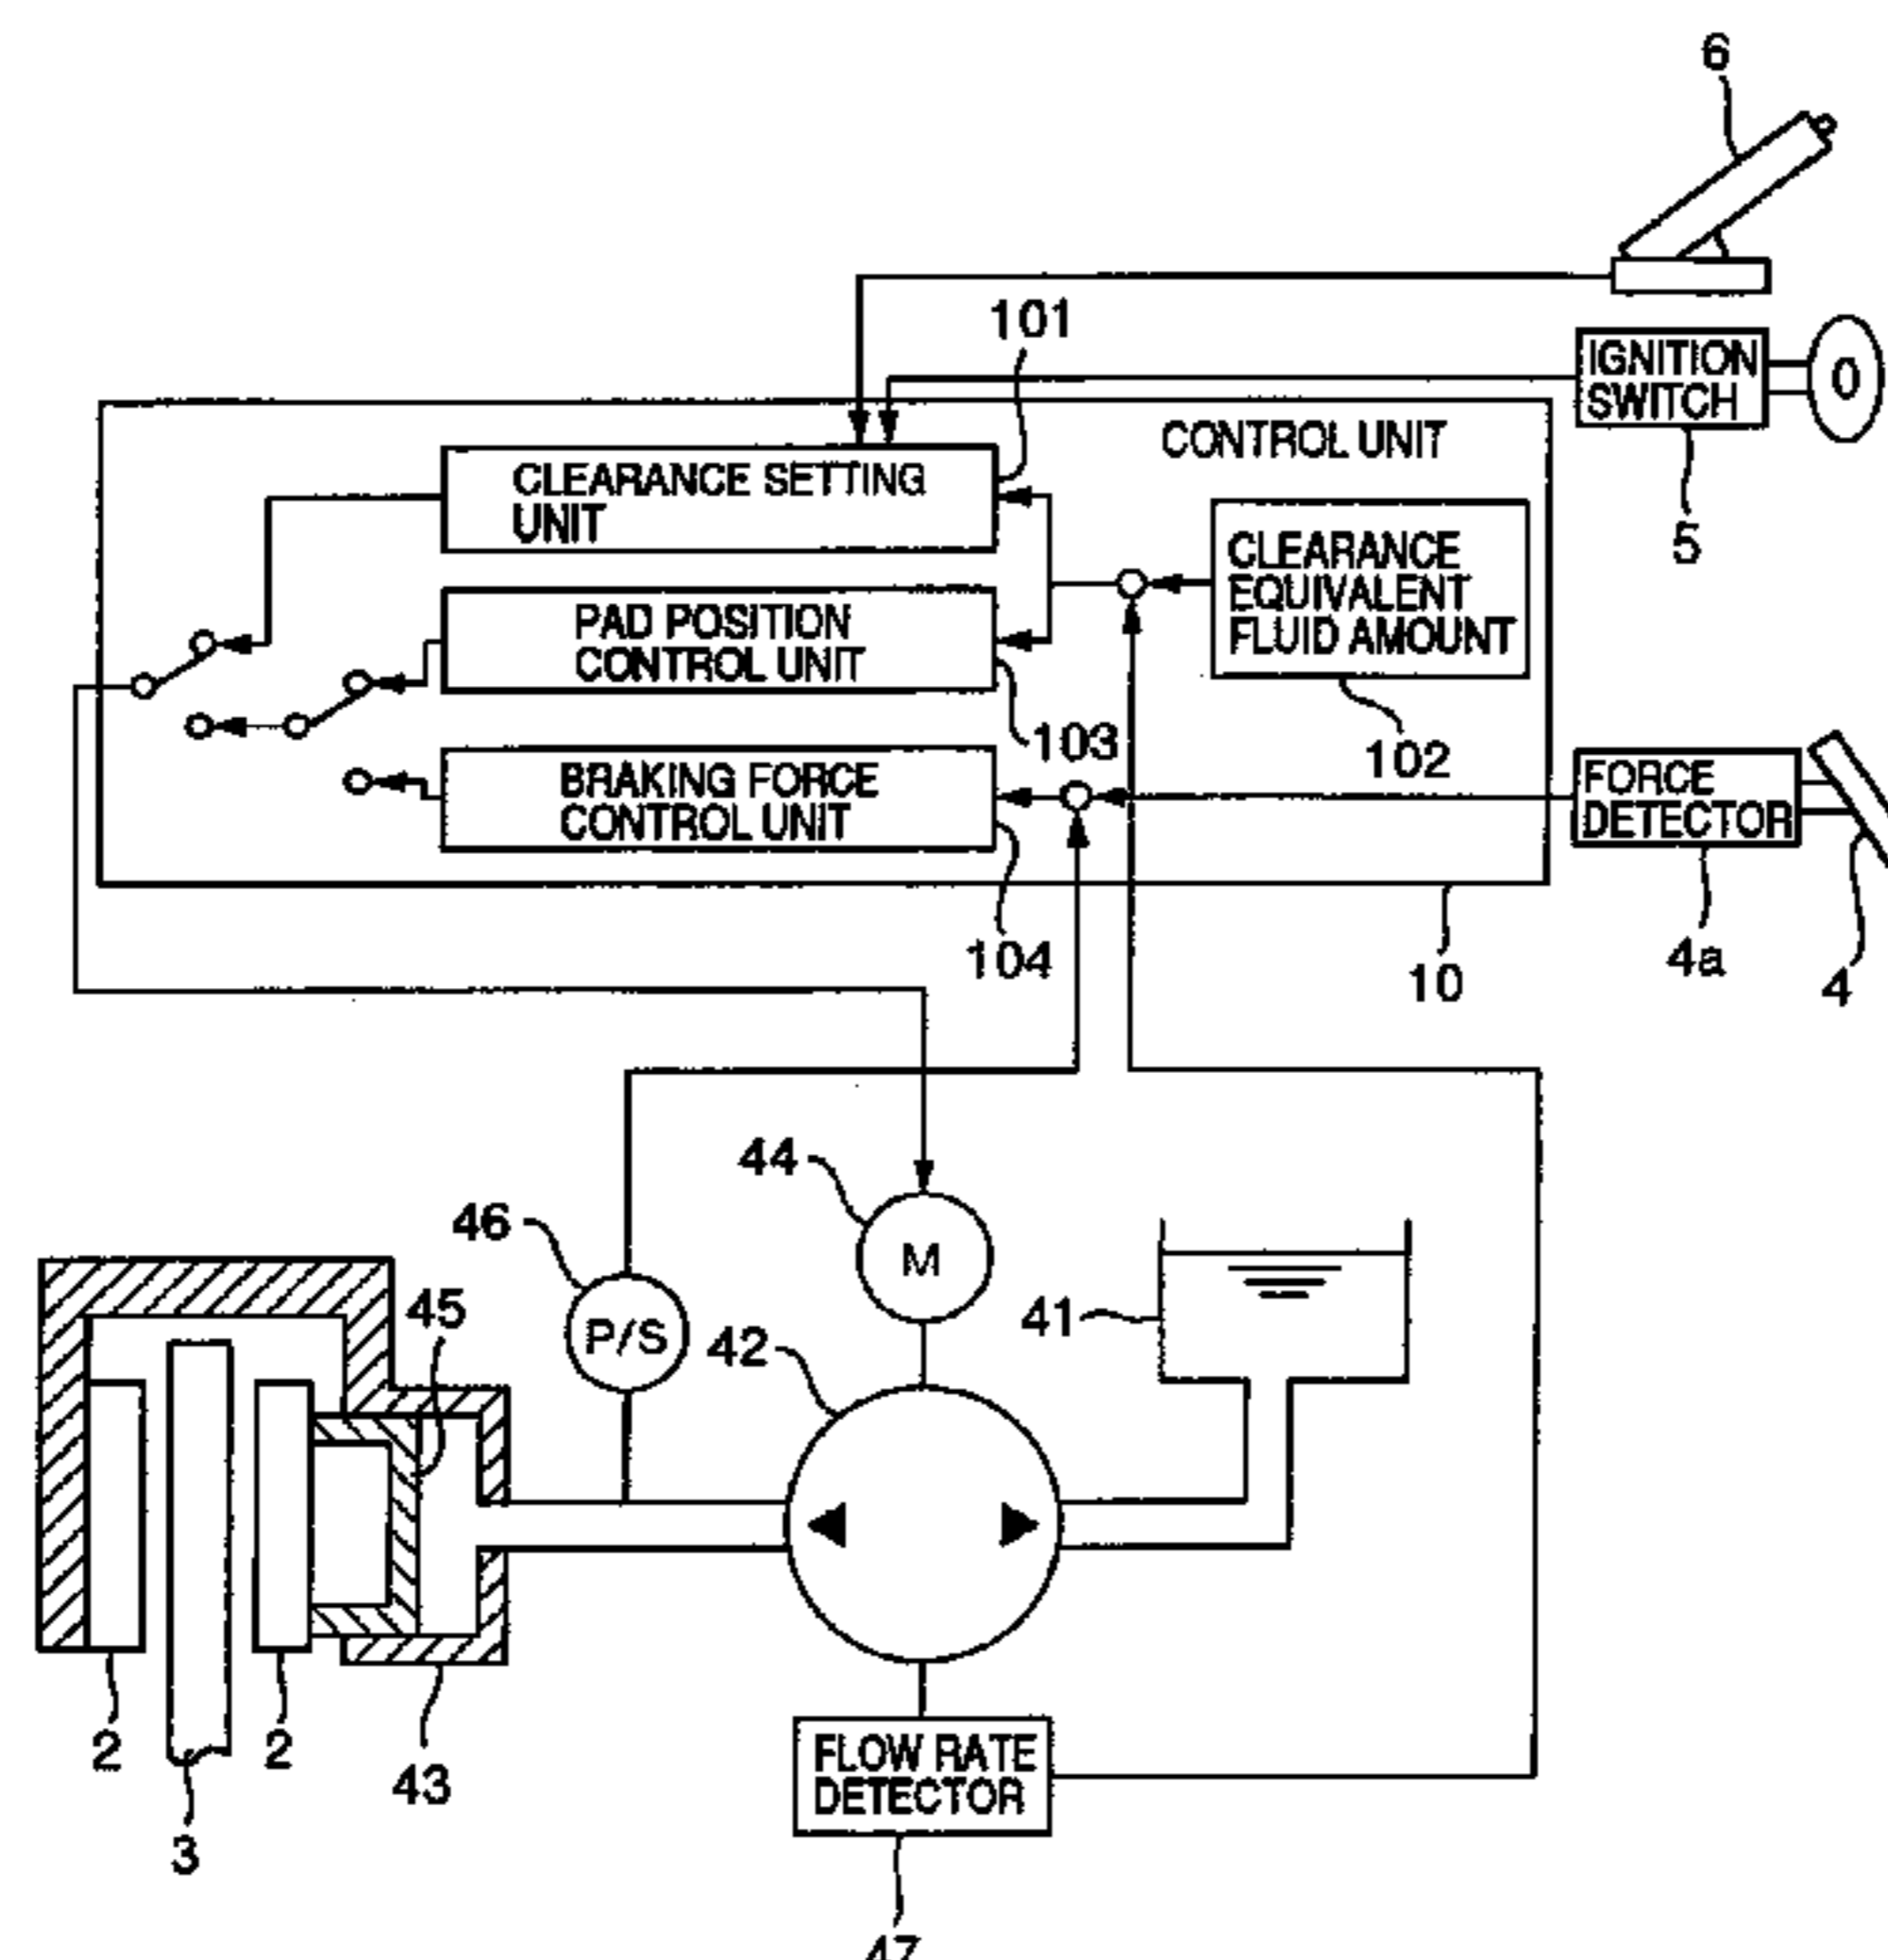 6
101
IGNITION
SWITCH
0
5
CONTROL UNIT
CLEARANCE SETTING
UNIT
CLEARANCE
EQUIVALENT
FLUID AMOUNT
102
PAD POSITION
CONTROL UNIT
103
BRAKING FORCE
CONTROL UNIT
104
FORCE
DETECTOR
4a
4
10
44
M
46
P/S
45
42
41
2
2
3
43
FLOW RATE
DETECTOR
47